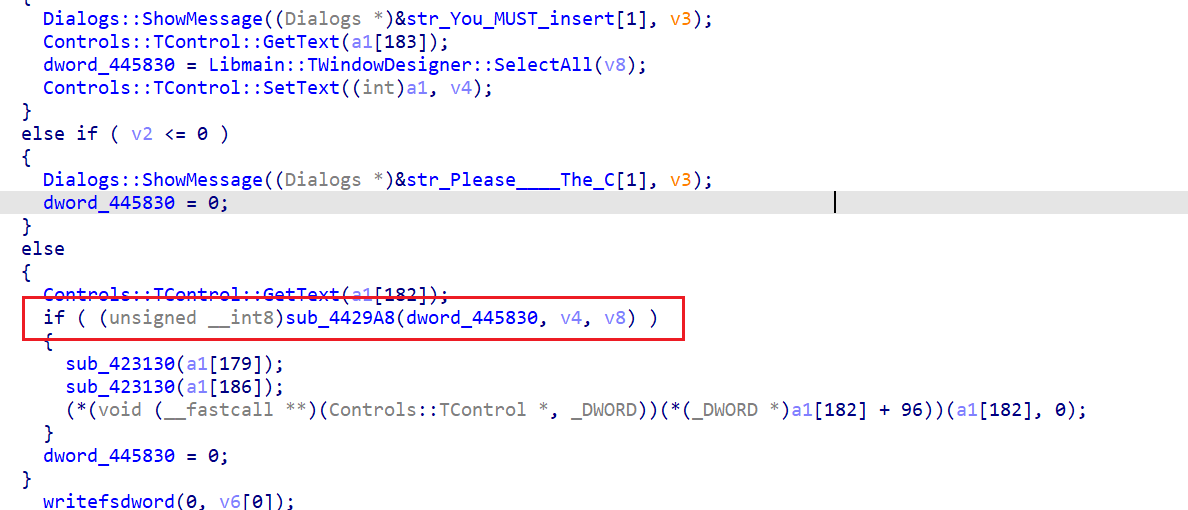 {
Dialogs::ShowMessage((Dialogs *)&str_You_MUST_insert[1], v3);
Controls::TControl::GetText(a1[183]);
dword_445830 = Libmain::TWindowDesigner::SelectAll(v8);
Controls::TControl::SetText((int)a1, v4);
}
else if ( v2 <= 0 )
{
Dialogs::ShowMessage((Dialogs *)&str_Please____The_C[1], v3);
dword_445830 = 0;
}
else
{
Controls::TControl::GetText(a1[182]);
if ( (unsigned __int8)sub_4429A8(dword_445830, v4, v8) )
{
sub_423130(a1[179]);
sub_423130(a1[186]);
(*(void (__fastcall **)(Controls::TControl *, _DWORD))(*(_DWORD *)a1[182] + 96))(a1[182], 0);
}
dword_445830 = 0;
}
writefsdword(0, v6[0]);